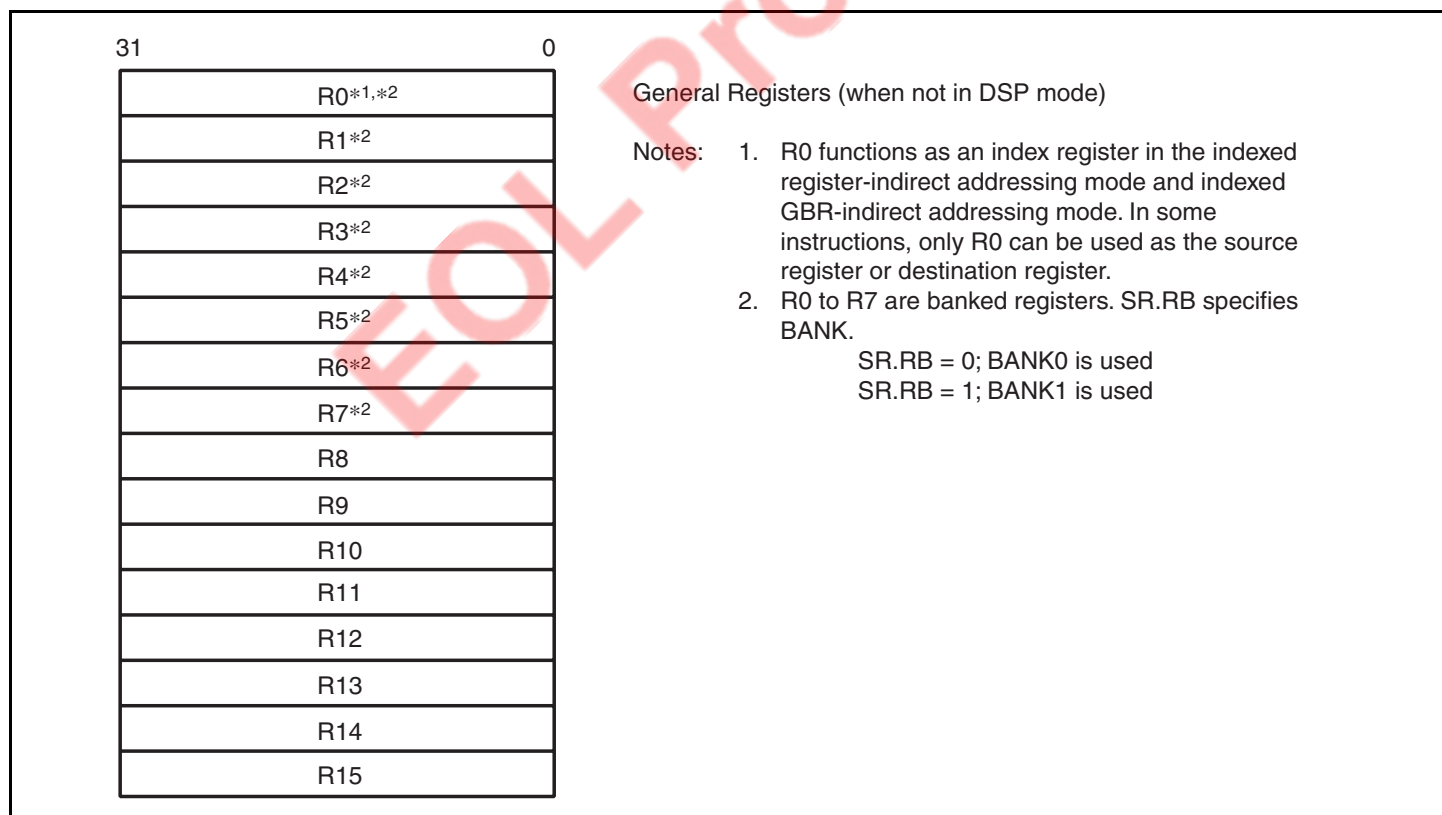 31 0
R0*1,*2
R1*2
R2*2
R3*2
R4*2
R5*2
R6*2
R7*2
R8
R9
R10
R11
R12
R13
R14
R15
General Registers (when not in DSP mode)
Notes: 1. R0 functions as an index register in the indexed
register-indirect addressing mode and indexed
GBR-indirect addressing mode. In some
instructions, only R0 can be used as the source
register or destination register.
2. R0 to R7 are banked registers. SR.RB specifies
BANK.
SR.RB = 0; BANK0 is used
SR.RB = 1; BANK1 is used
EOL Pro